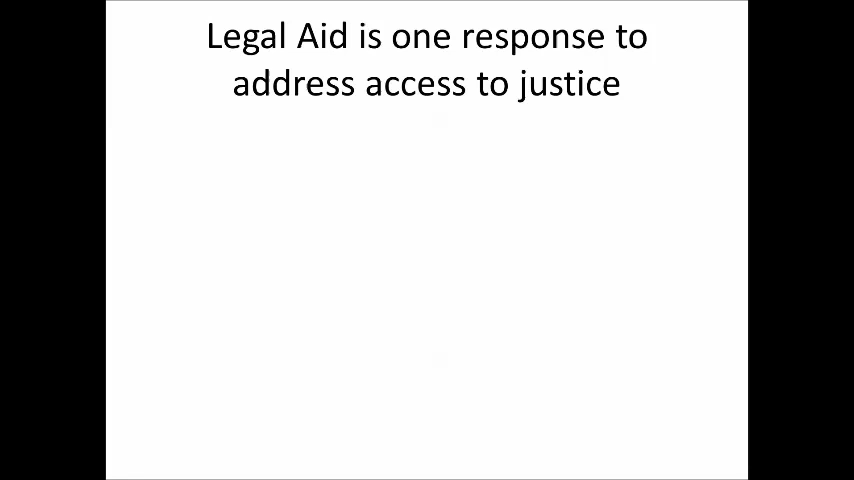 Legal Aid is one response to
address access to justice